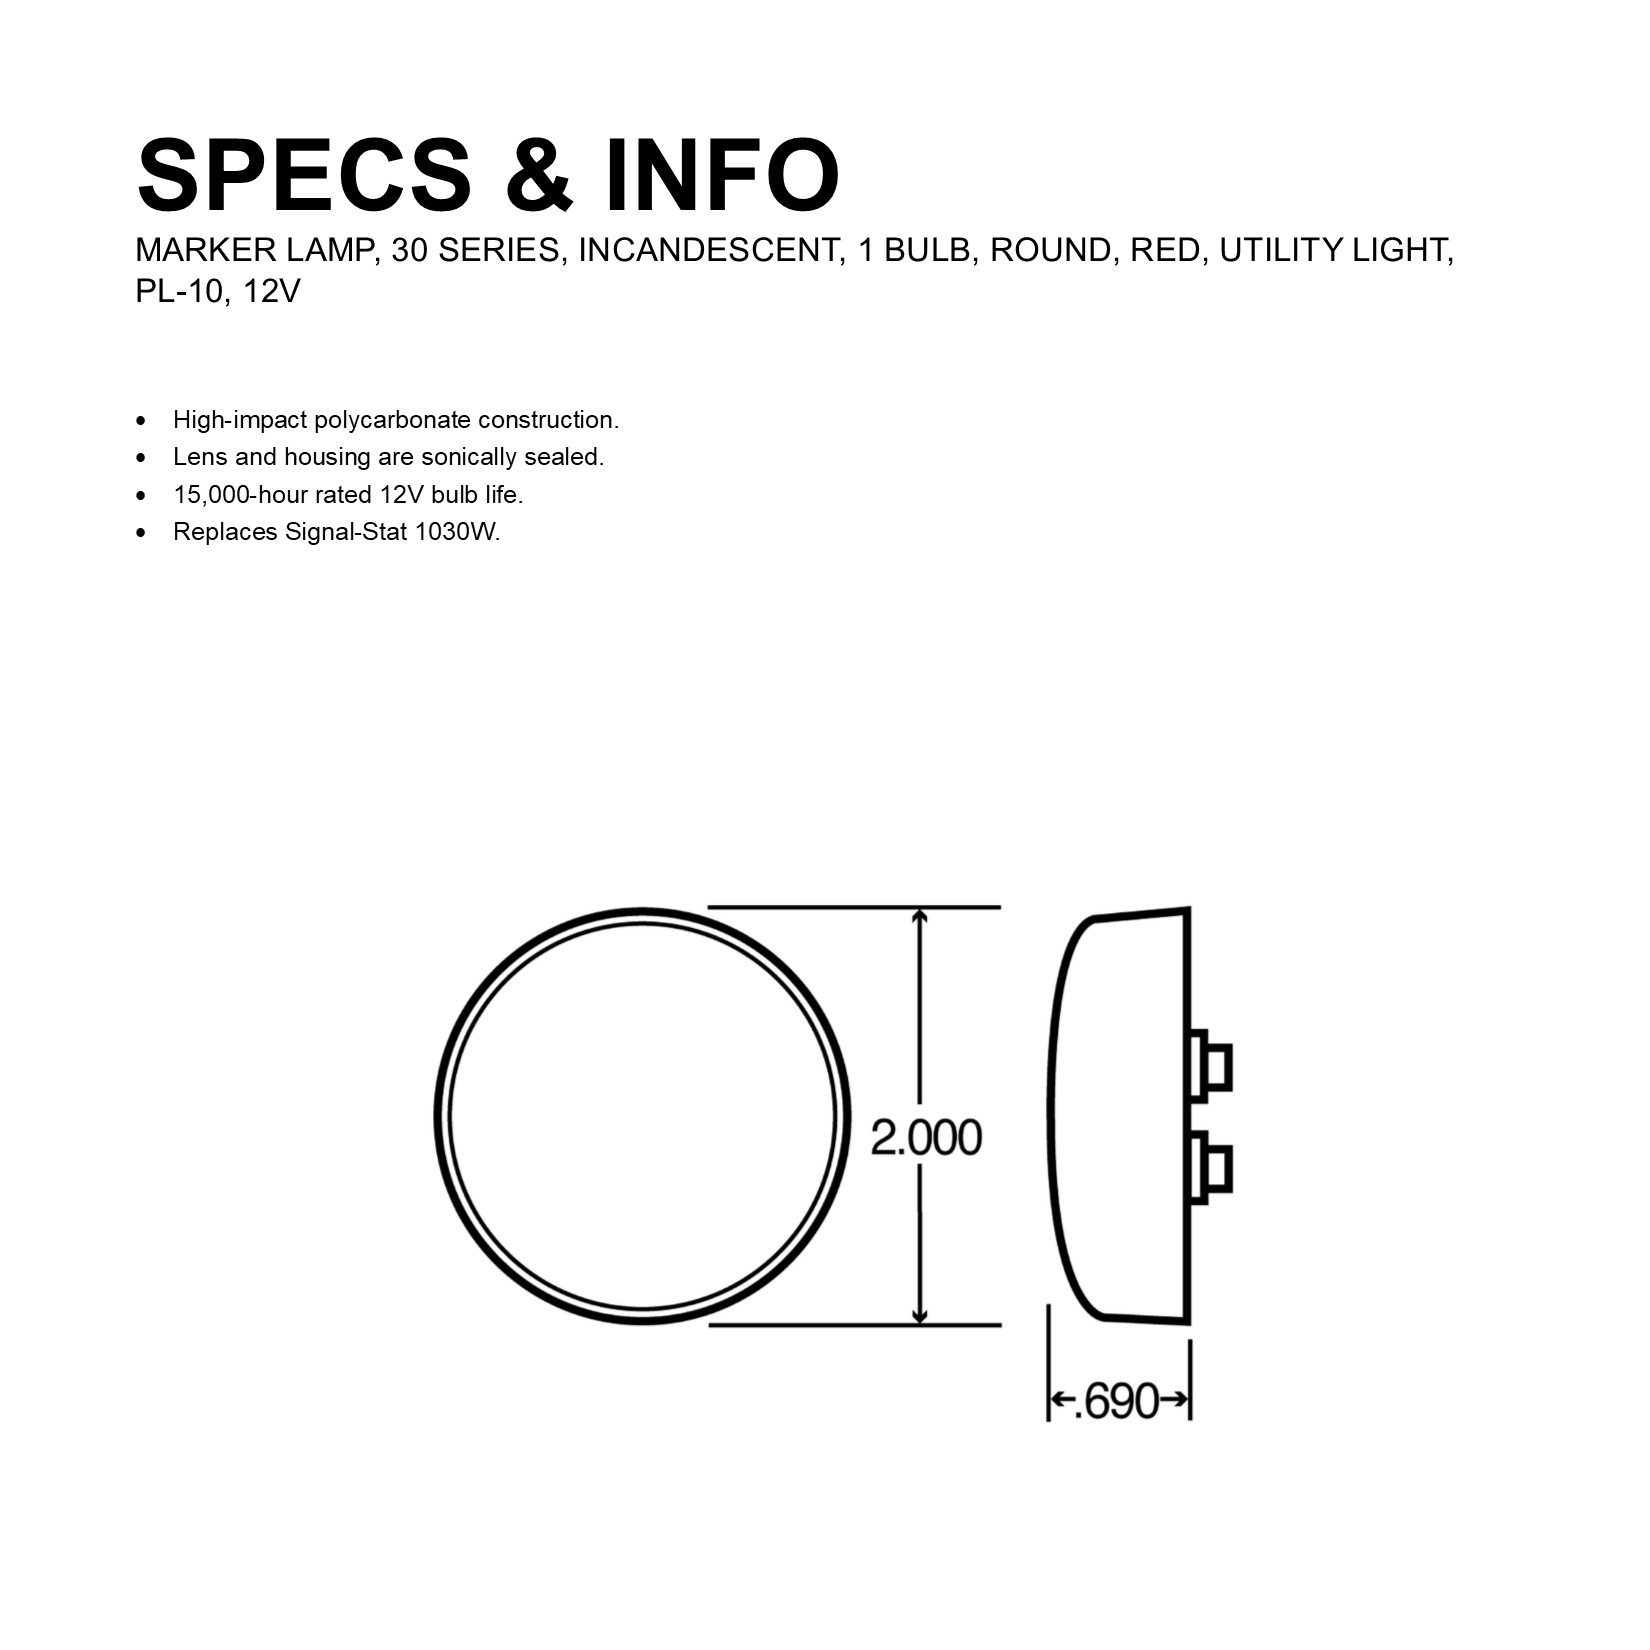 SPECS & INFO
MARKER LAMP, 30 SERIES, INCANDESCENT, 1 BULB, ROUND, RED, UTILITY LIGHT,
PL-10, 12V
• High-impact polycarbonate construction.
• Lens and housing are sonically sealed.
• 15,000-hour rated 12V bulb life.
• Replaces Signal-Stat 1030W.
2.000
.690